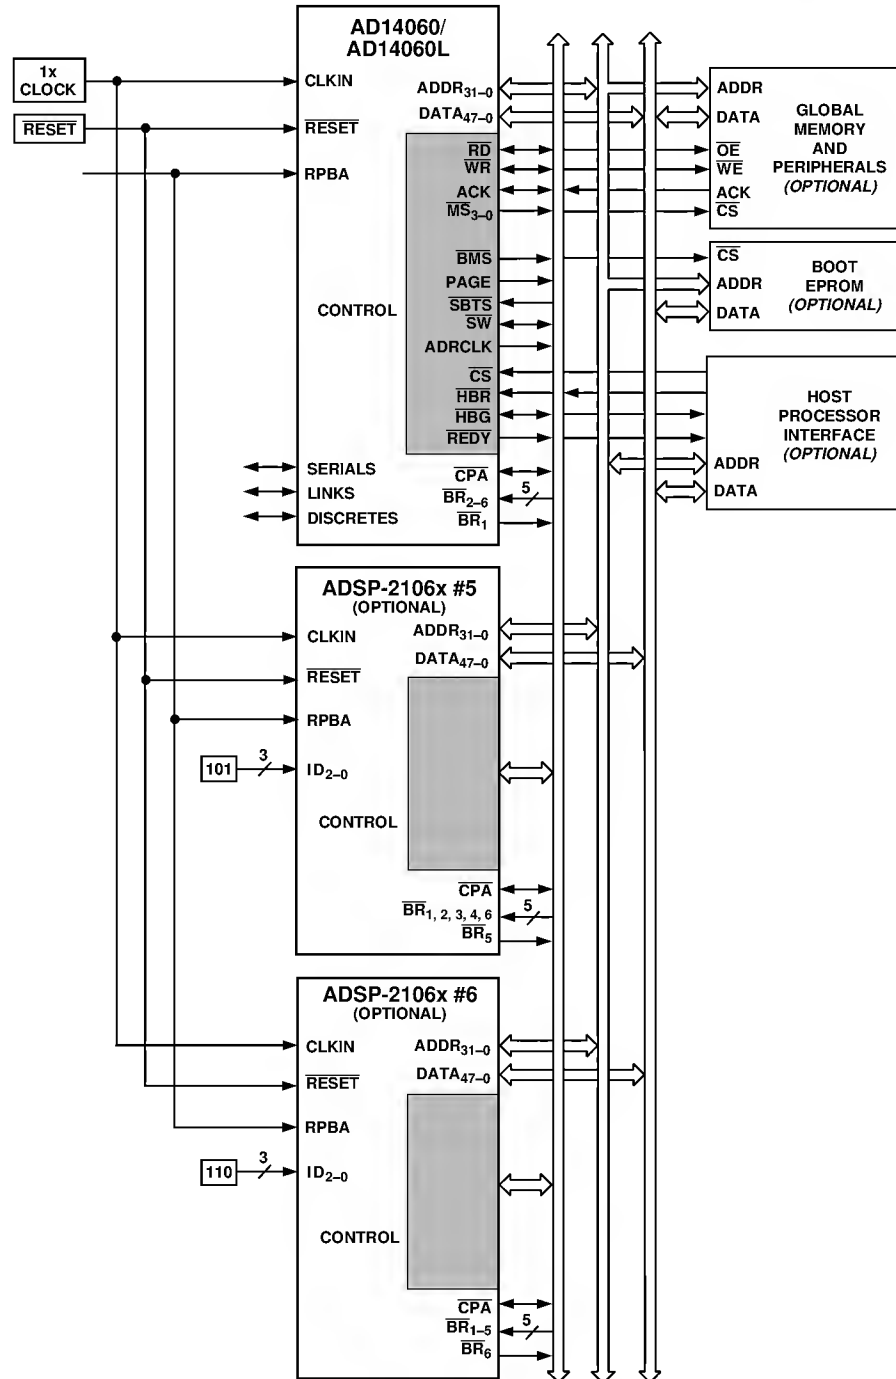 AD14060/
AD14060L
1x
CLOCK
CLKIN
RESET
RESET
RPBA
ADDR31–0
DATA47–0
RD
WR
ACK
MS3–0
BMS
PAGE
SBTS
SW
ADRCLK
CS
HBR
HBG
REDY
CONTROL
SERIALS
LINKS
DISCRETES
CPA
BR2–6
5
BR1
ADDR
DATA
OE
WE
ACK
CS
GLOBAL
MEMORY
AND
PERIPHERALS
(OPTIONAL)
CS
ADDR
DATA
BOOT
EPROM
(OPTIONAL)
HOST
PROCESSOR
INTERFACE
(OPTIONAL)
ADDR
DATA
ADSP-2106x #5
(OPTIONAL)
CLKIN
RESET
RPBA
101
3
ID2–0
CONTROL
ADDR31–0
DATA47–0
CPA
BR1, 2, 3, 4, 6
5
BR5
ADSP-2106x #6
(OPTIONAL)
CLKIN
RESET
RPBA
110
3
ID2–0
CONTROL
ADDR31–0
DATA47–0
CPA
BR1–5
5
BR6